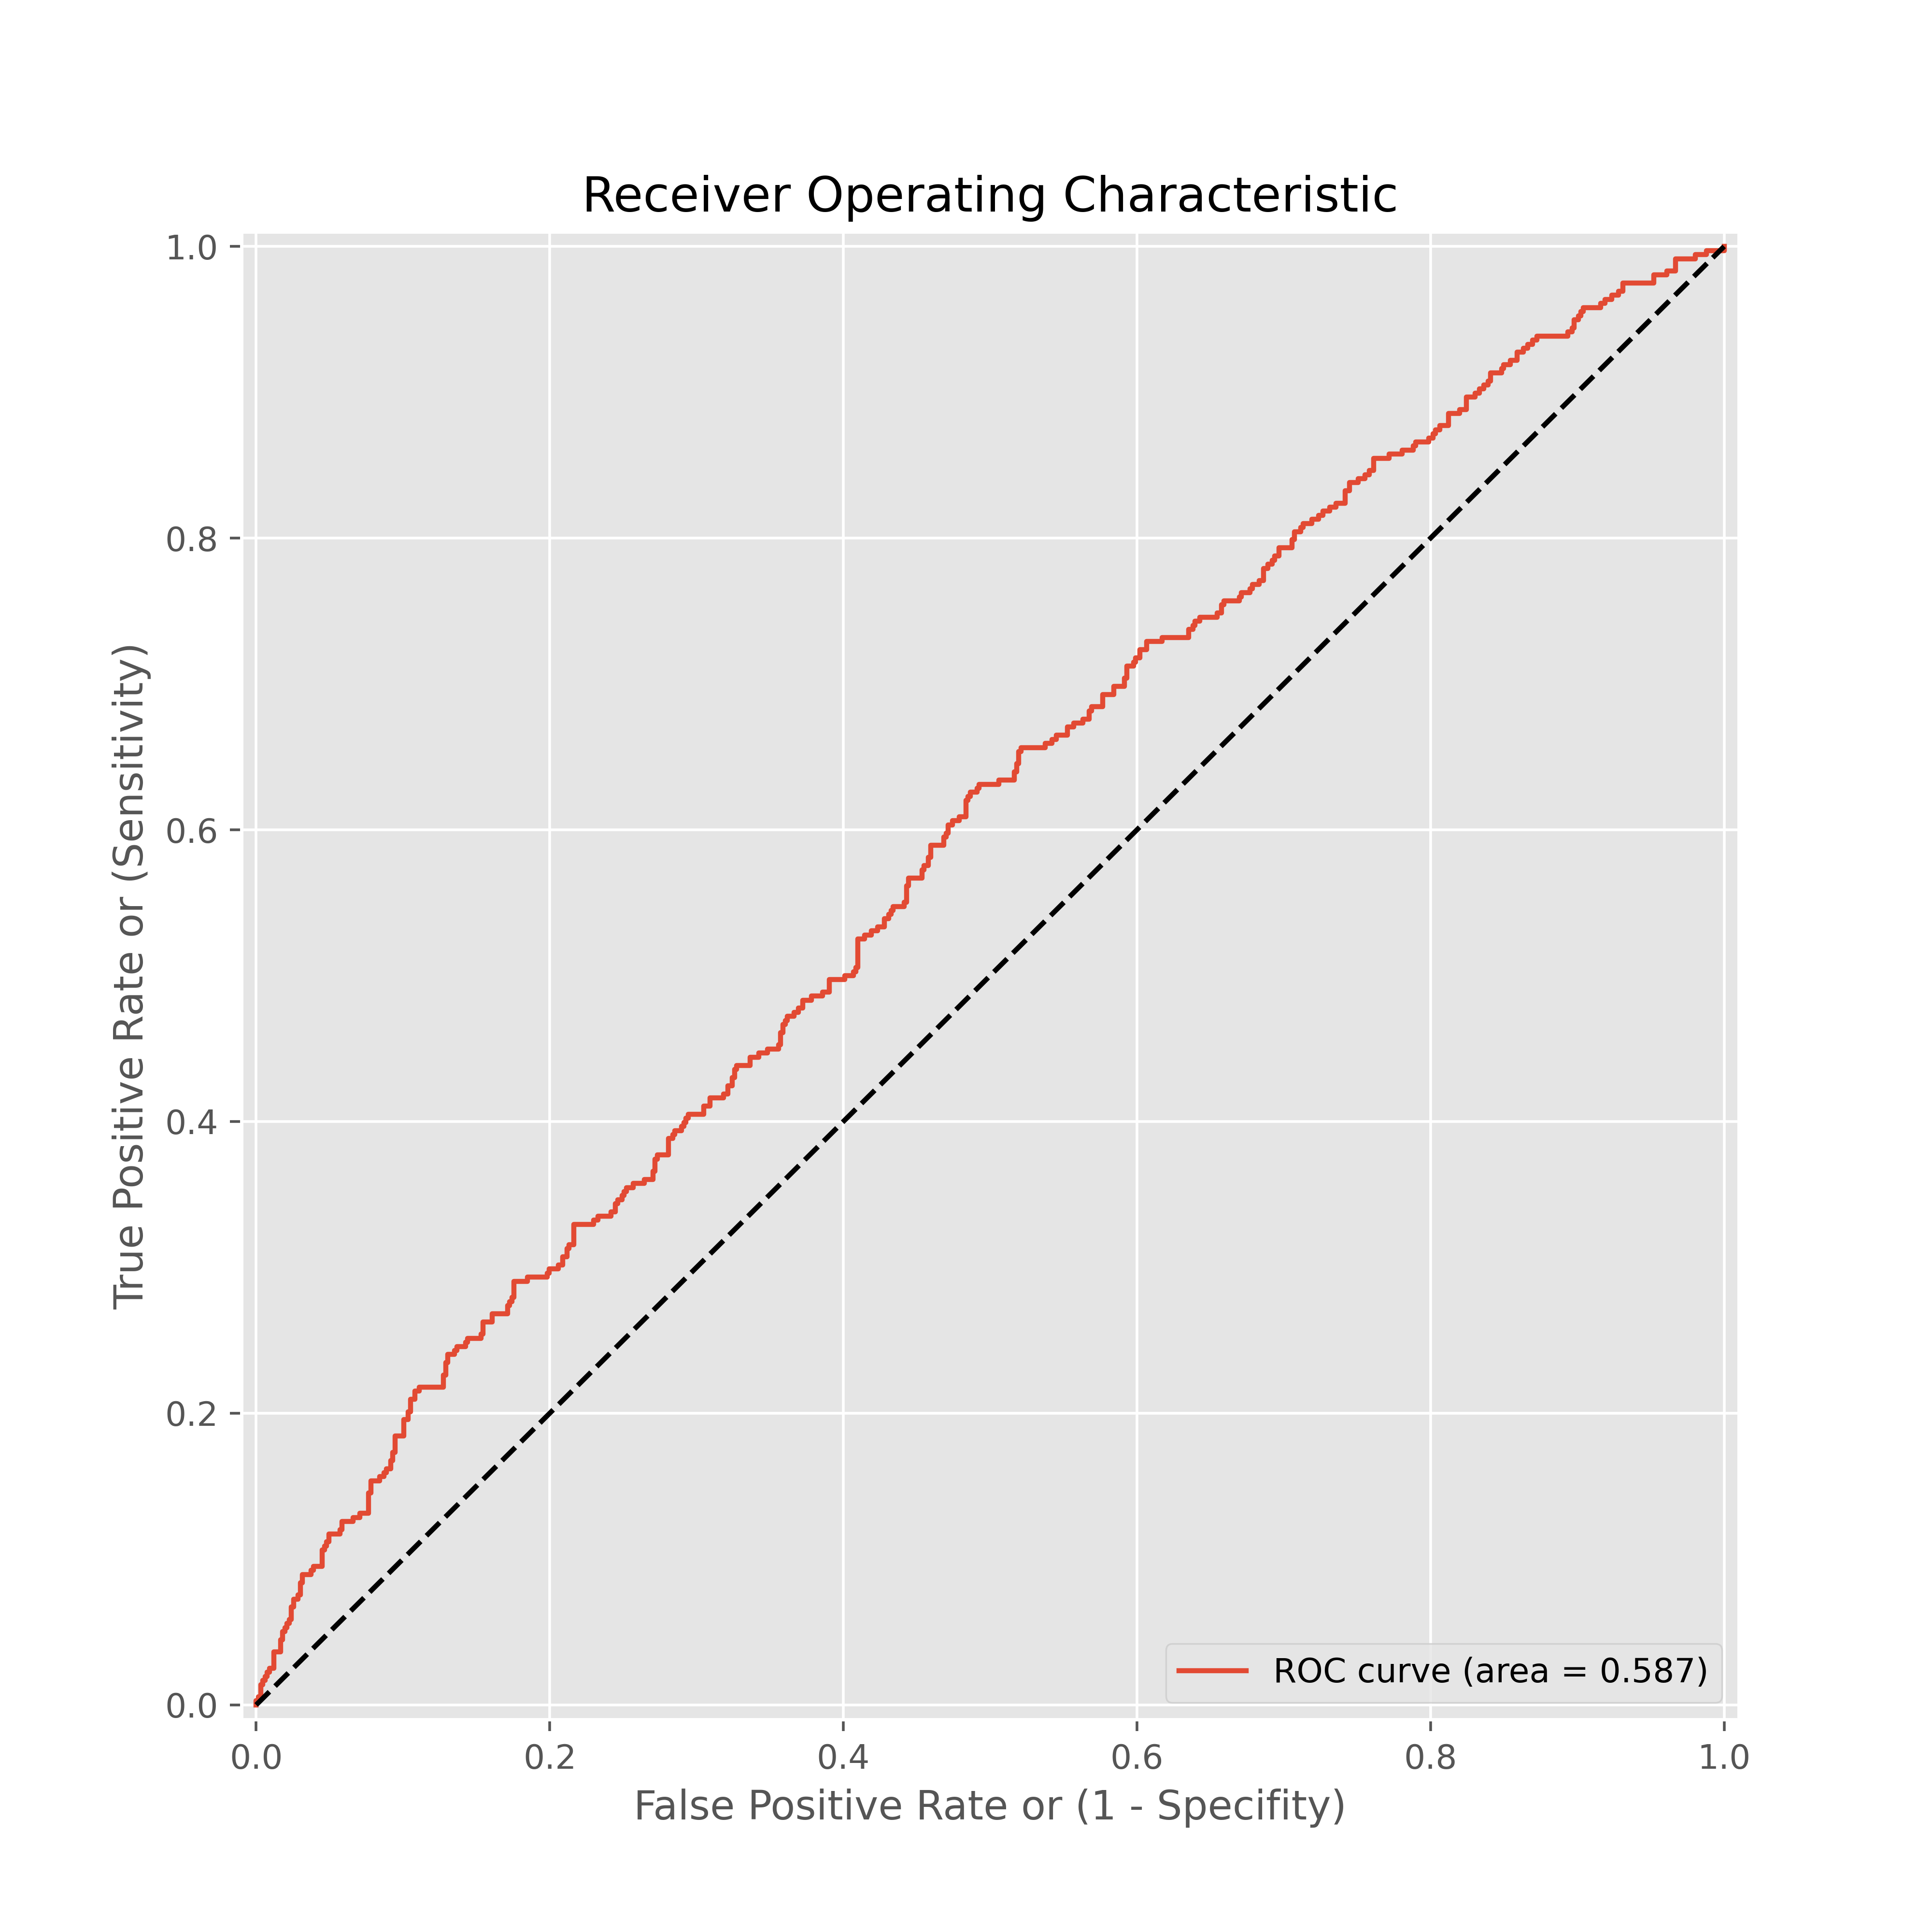 Receiver Operating Characteristic
1.0
0.8
0.6
0.4
0.2
0.0
True Positive Rate or (Sensitivity)
ROC curve (area = 0.587)
0.0 0.2 0.4 0.6 0.8 1.0
False Positive Rate or (1 - Specifity)